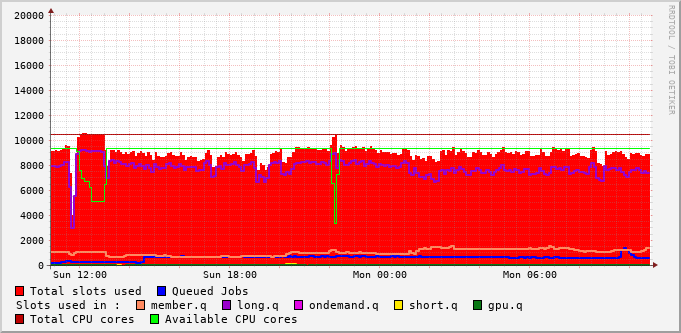 RRDTOOL / TOBI OETIKER
20000
18000
16000
14000
12000
10000
8000
6000
4000
2000
0
Sun 12:00 Sun 18:00 Mon 00:00 Mon 06:00
Total slots used Queued Jobs
Slots used in : member.q long.q ondemand.q short.q gpu.q
Total CPU cores Available CPU cores